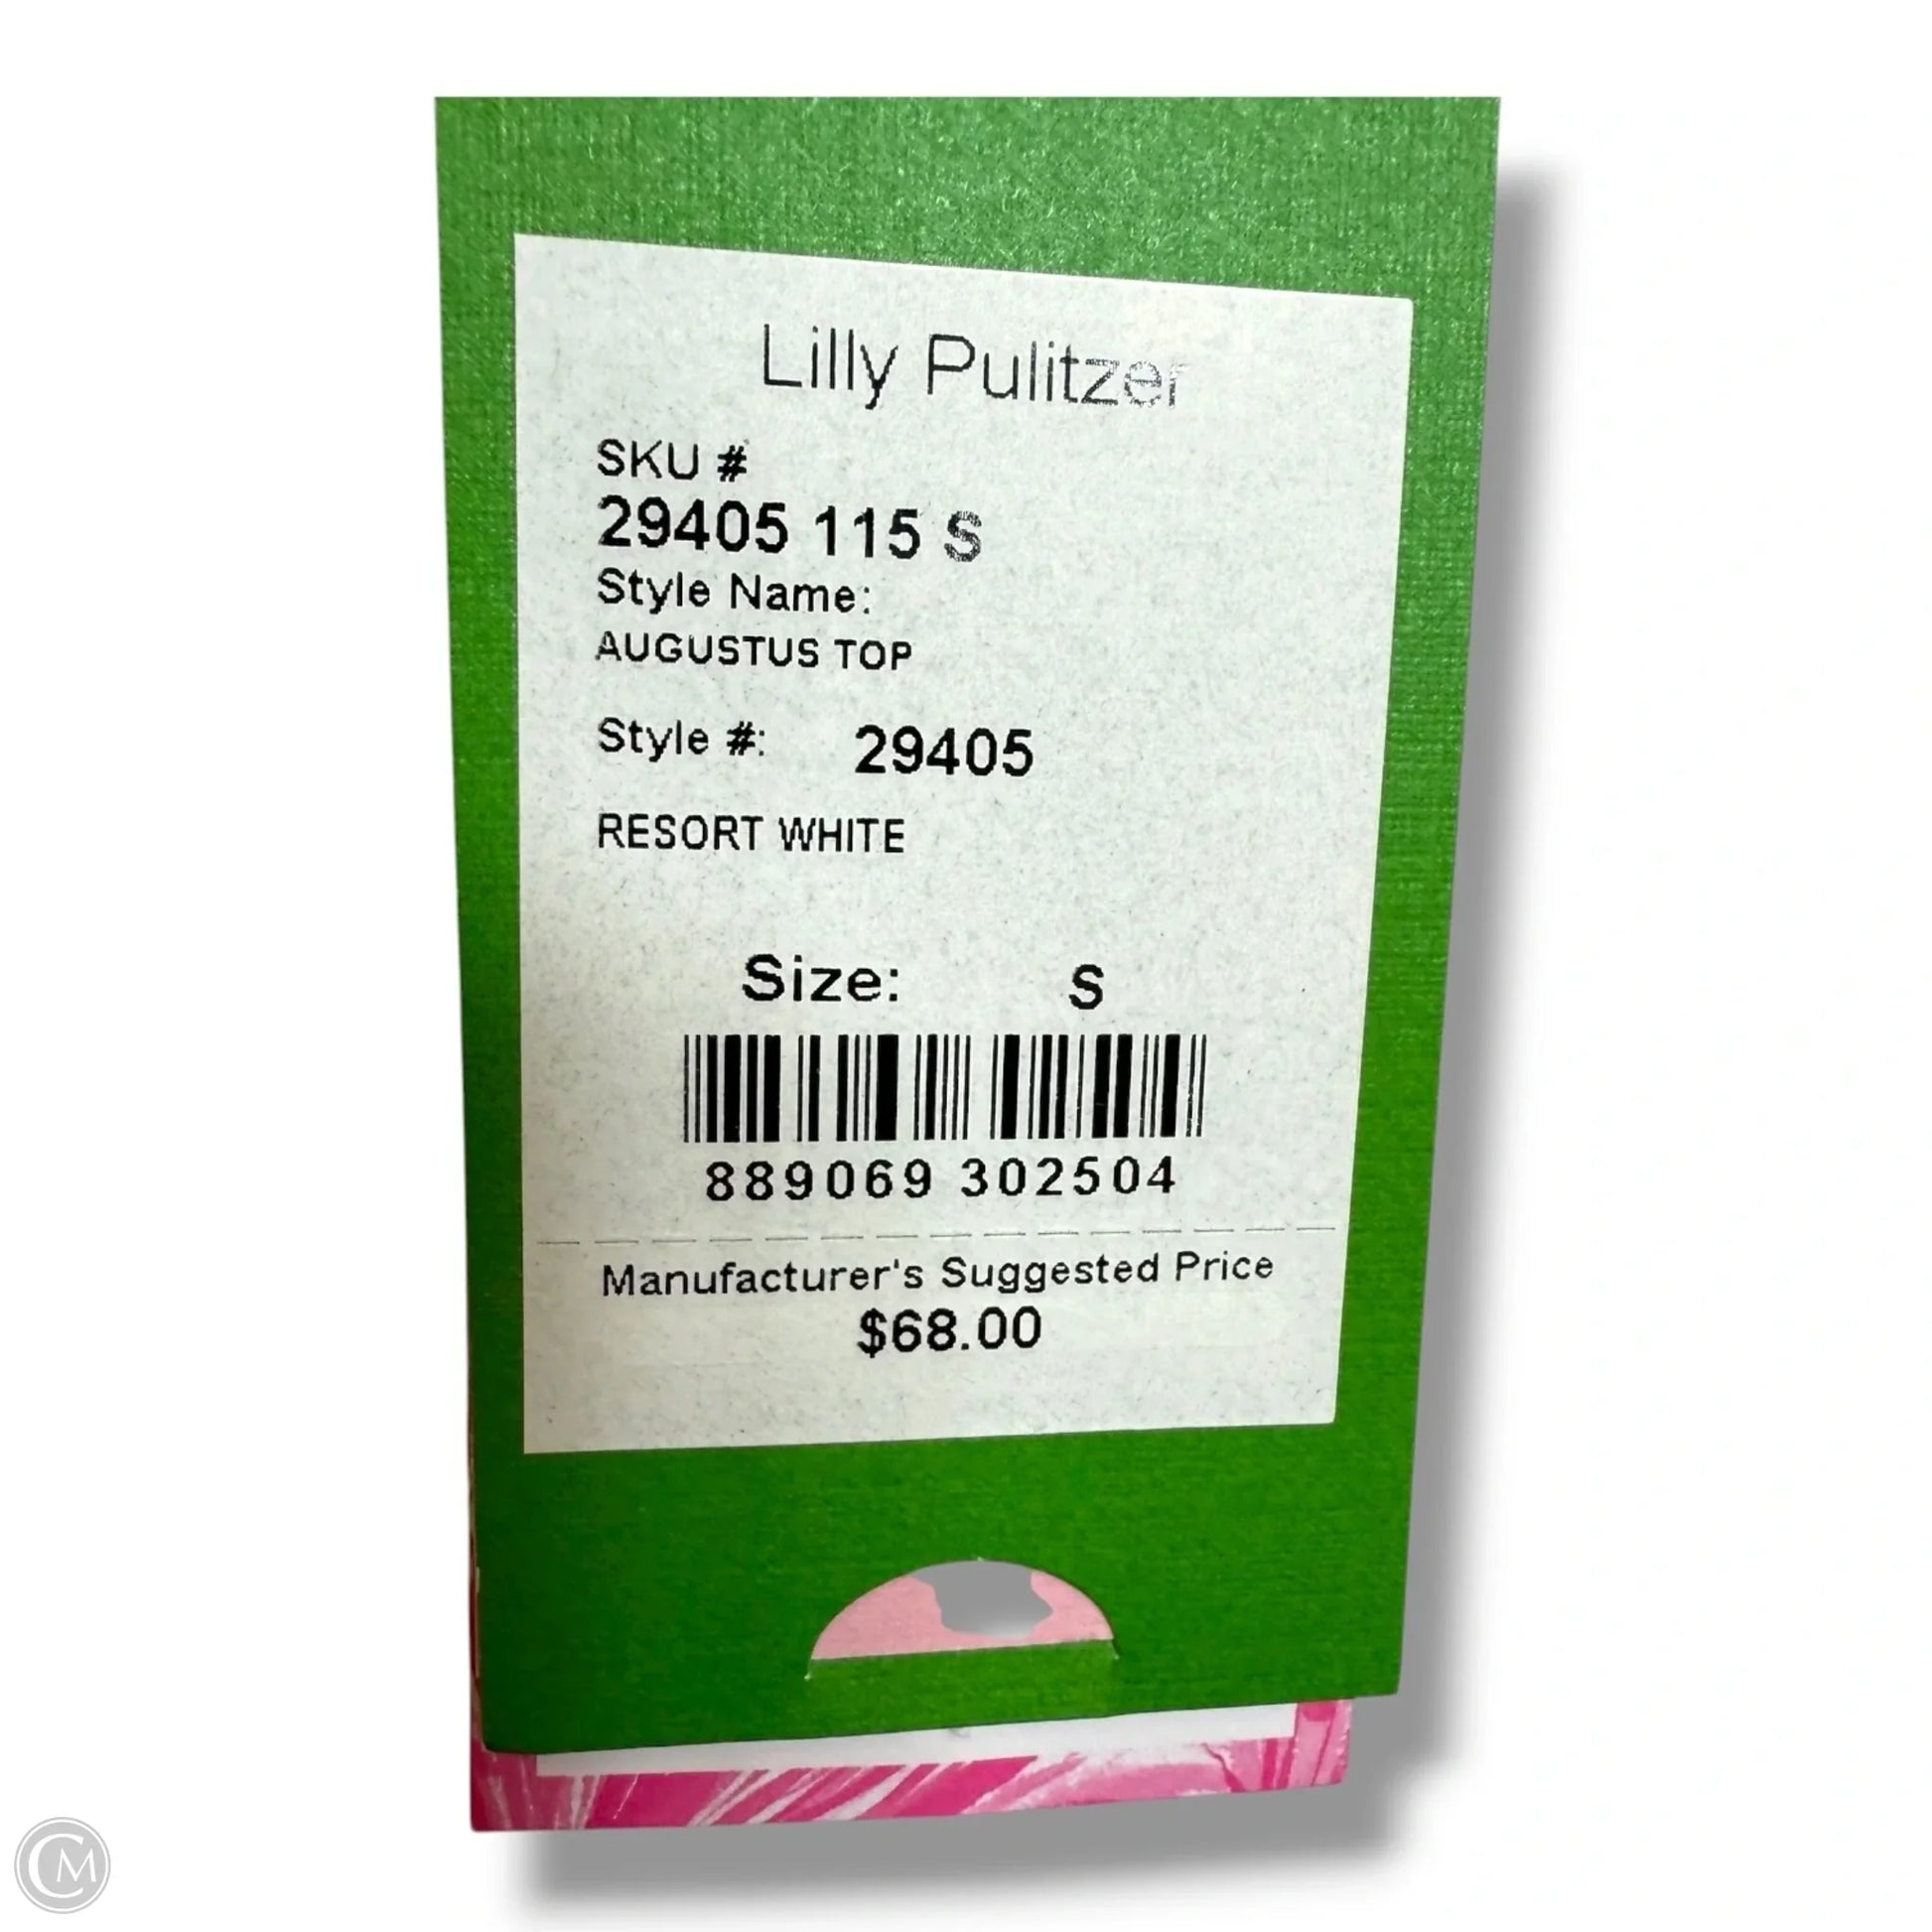 Lilly Pulitzer
SKU #
29405 115 S
Style Name:
AUGUSTUS TOP
Style #: 29405
RESORT WHITE
Size: S
889069 302504
Manufacturer's Suggested Price
$68.00
CM